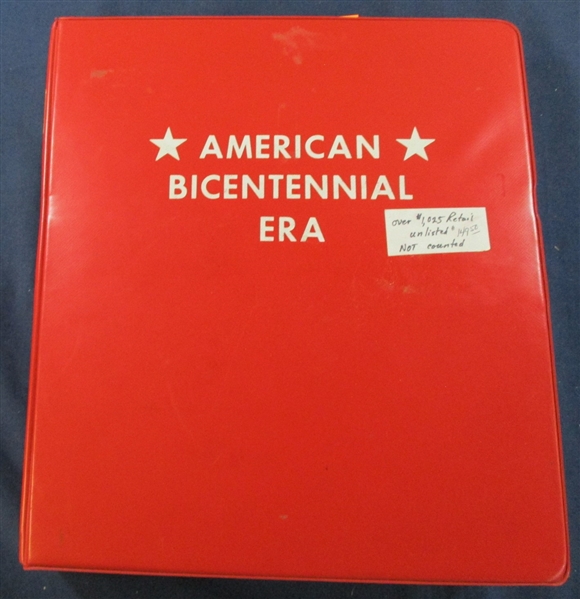 ★ AMERICAN ★
BICENTENNIAL
ERA
over $1,025 Retail
unlisted $
NOT counted